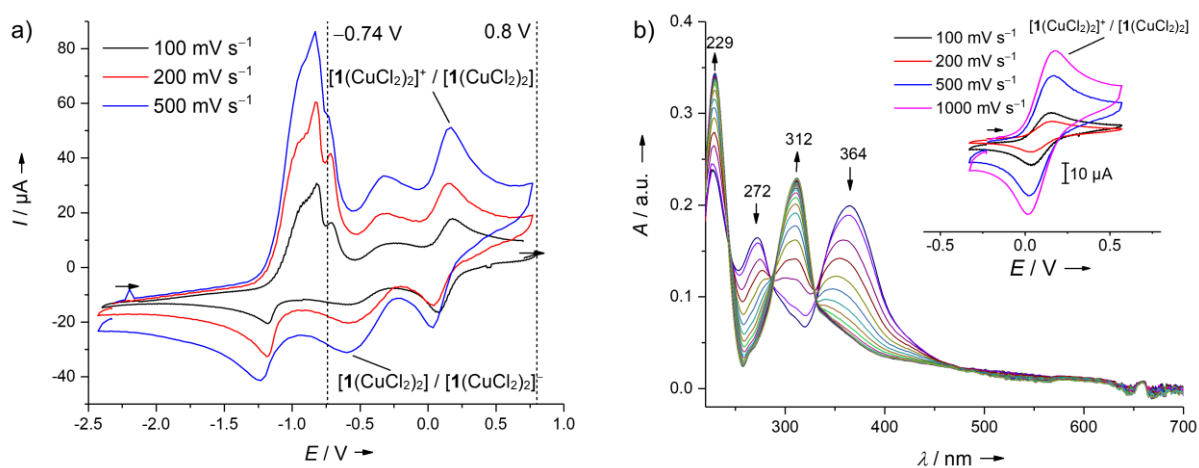 a)
100 mV s⁻¹
200 mV s⁻¹
500 mV s⁻¹
−0.74 V
0.8 V
[1(CuCl₂)₂]⁺ / [1(CuCl₂)₂]
[1(CuCl₂)₂] / [1(CuCl₂)₂]⁻
I / µA →
80
60
40
20
0
-20
-40
-2.5 -2.0 -1.5 -1.0 -0.5 0.0 0.5 1.0
E / V →
b)
229
272
312
364
100 mV s⁻¹
200 mV s⁻¹
500 mV s⁻¹
1000 mV s⁻¹
[1(CuCl₂)₂]⁺ / [1(CuCl₂)₂]
10 µA
-0.5 0.0 0.5
E / V →
A / a.u. →
0.4
0.3
0.2
0.1
0.0
300 400 500 600 700
λ / nm →